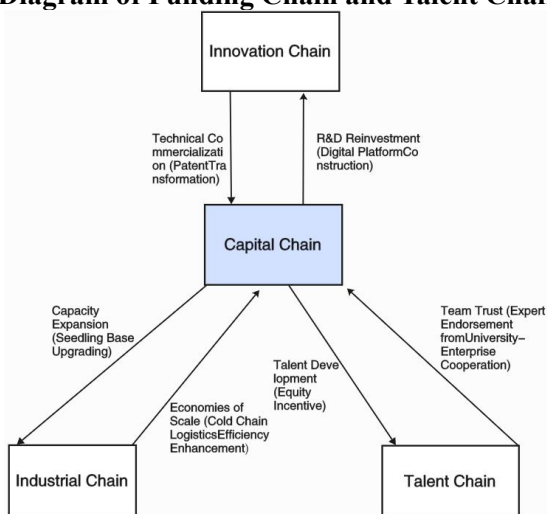 Diagram of Funding Chain and Talent Chai
Innovation Chain
Technical Co
mmercializati
on (PatentTra
nsformation)
R&D Reinvestment
(Digital PlatformCo
nstruction)
Capital Chain
Capacity
Expansion
(Seedling Base
Upgrading)
Team Trust (Expert
Endorsement
fromUniversity–
Enterprise
Cooperation)
Talent Deve
lopment
(Equity
Incentive)
Economies of
Scale (Cold Chain
LogisticsEfficiency
Enhancement)
Industrial Chain
Talent Chain